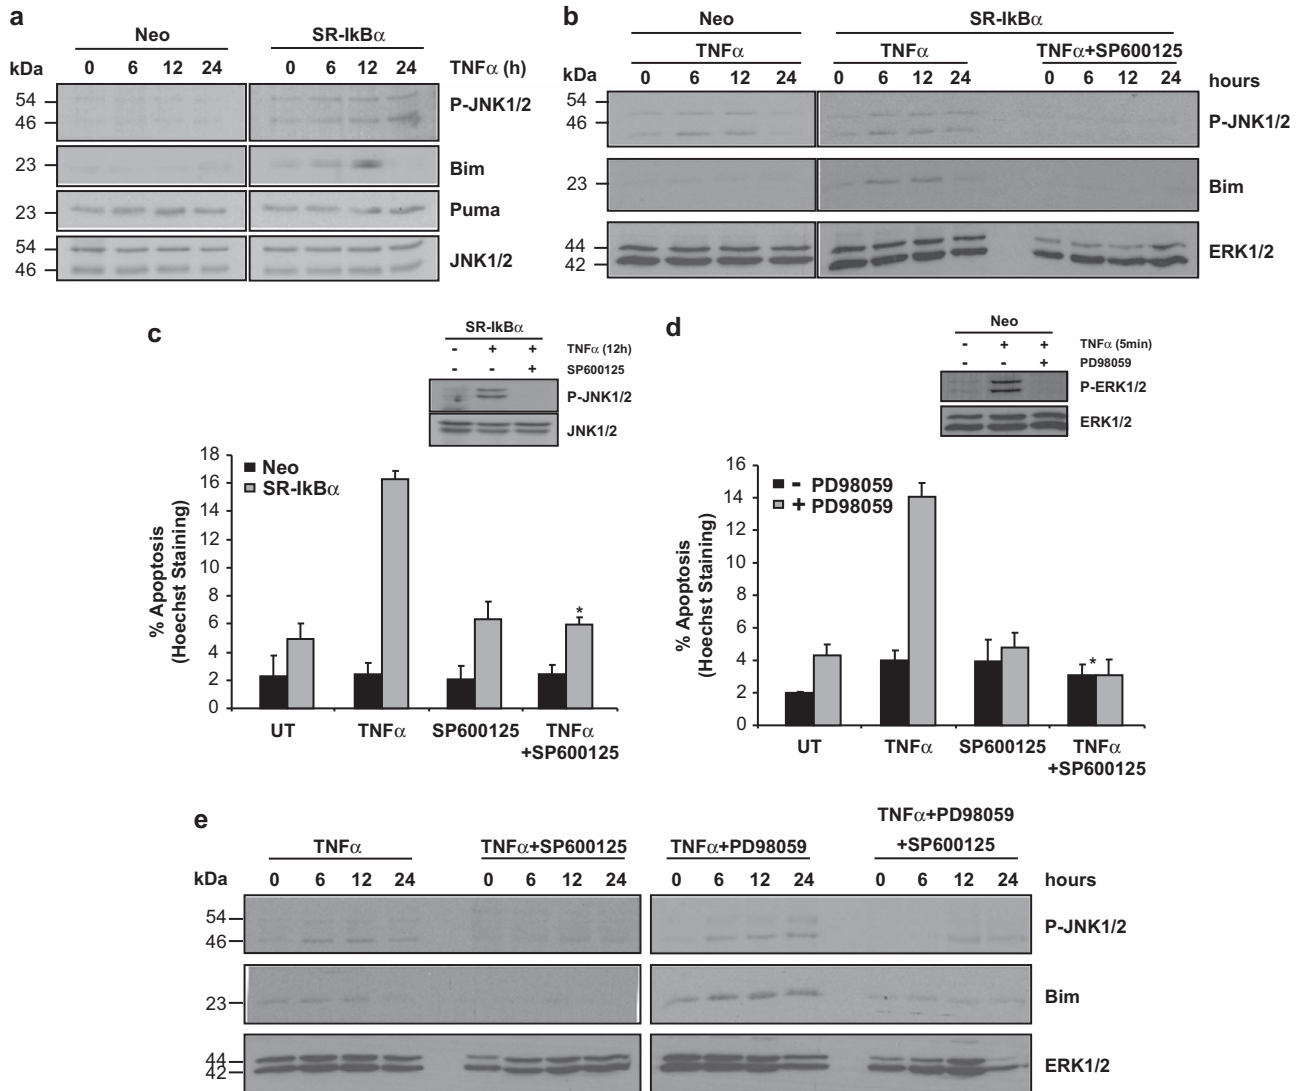 a
Neo SR-IkBα
kDa 0 6 12 24 0 6 12 24 TNFα (h)
54 P-JNK1/2
46
23 Bim
23 Puma
54 JNK1/2
46
b
Neo SR-IkBα
TNFα TNFα TNFα+SP600125
kDa 0 6 12 24 0 6 12 24 0 6 12 24 hours
54
46 P-JNK1/2
23 Bim
44 ERK1/2
42
c
SR-IkBα
- + + TNFα (12h)
- - + SP600125
P-JNK1/2
JNK1/2
% Apoptosis
(Hoechst Staining)
18
16
14
12
10
8
6
4
2
0
Neo
SR-IkBα
*
UT TNFα SP600125 TNFα
+SP600125
d
Neo
- + + TNFα (5min)
- - + PD98059
P-ERK1/2
ERK1/2
% Apoptosis
(Hoechst Staining)
16
14
12
10
8
6
4
2
0
- PD98059
+ PD98059
*
UT TNFα SP600125 TNFα
+SP600125
e
TNFα TNFα+SP600125 TNFα+PD98059 TNFα+PD98059
+SP600125
kDa 0 6 12 24 0 6 12 24 0 6 12 24 0 6 12 24 hours
54 P-JNK1/2
46
23 Bim
44 ERK1/2
42